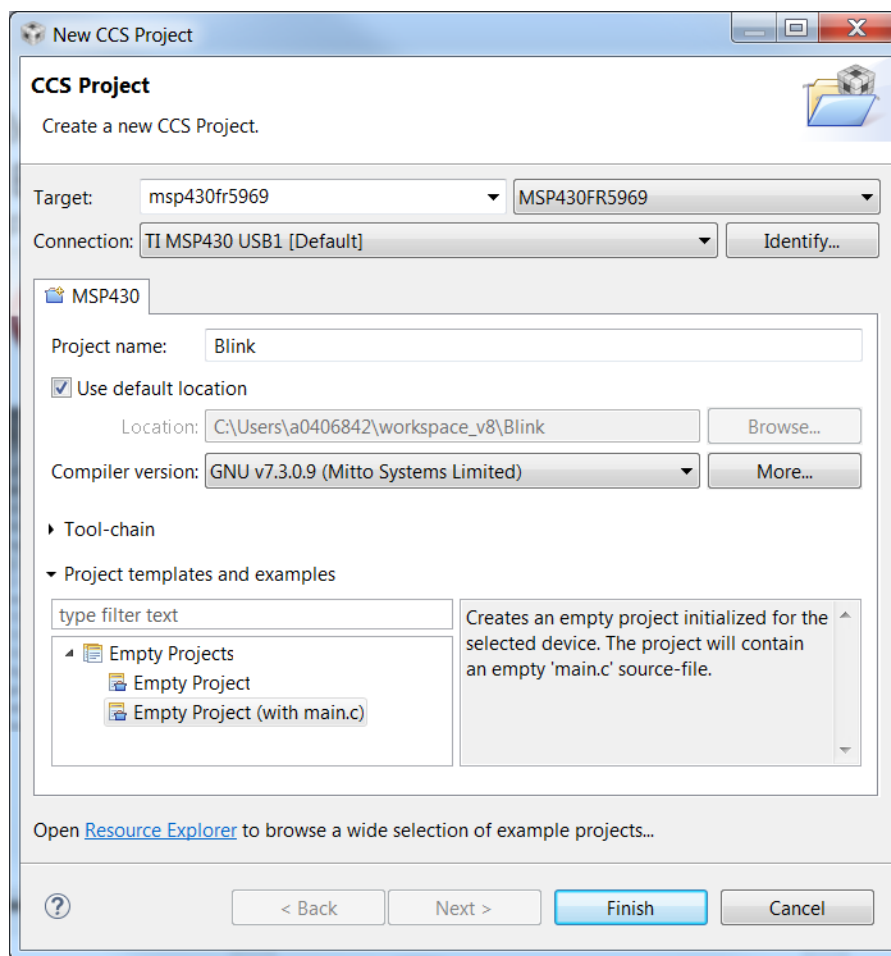 New CCS Project
CCS Project
Create a new CCS Project.
Target: msp430fr5969 MSP430FR5969
Connection: TI MSP430 USB1 [Default] Identify...
MSP430
Project name: Blink
Use default location
Location: C:\Users\a0406842\workspace_v8\Blink Browse...
Compiler version: GNU v7.3.0.9 (Mitto Systems Limited) More...
Tool-chain
Project templates and examples
type filter text
Empty Projects
Empty Project
Empty Project (with main.c)
Creates an empty project initialized for the
selected device. The project will contain
an empty 'main.c' source-file.
Open Resource Explorer to browse a wide selection of example projects...
? < Back Next > Finish Cancel